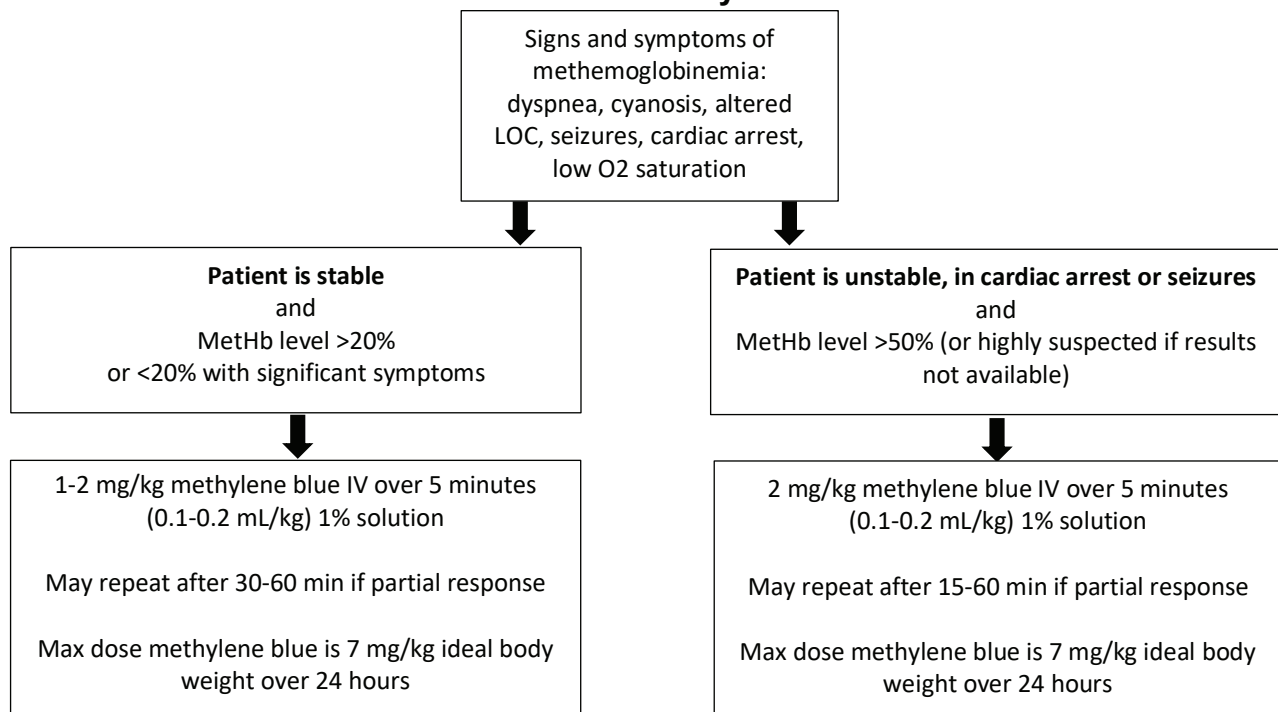 Signs and symptoms of
methemoglobinemia:
dyspnea, cyanosis, altered
LOC, seizures, cardiac arrest,
low O2 saturation
Patient is stable
and
MetHb level >20%
or <20% with significant symptoms
Patient is unstable, in cardiac arrest or seizures
and
MetHb level >50% (or highly suspected if results
not available)
1-2 mg/kg methylene blue IV over 5 minutes
(0.1-0.2 mL/kg) 1% solution
May repeat after 30-60 min if partial response
Max dose methylene blue is 7 mg/kg ideal body
weight over 24 hours
2 mg/kg methylene blue IV over 5 minutes
(0.1-0.2 mL/kg) 1% solution
May repeat after 15-60 min if partial response
Max dose methylene blue is 7 mg/kg ideal body
weight over 24 hours